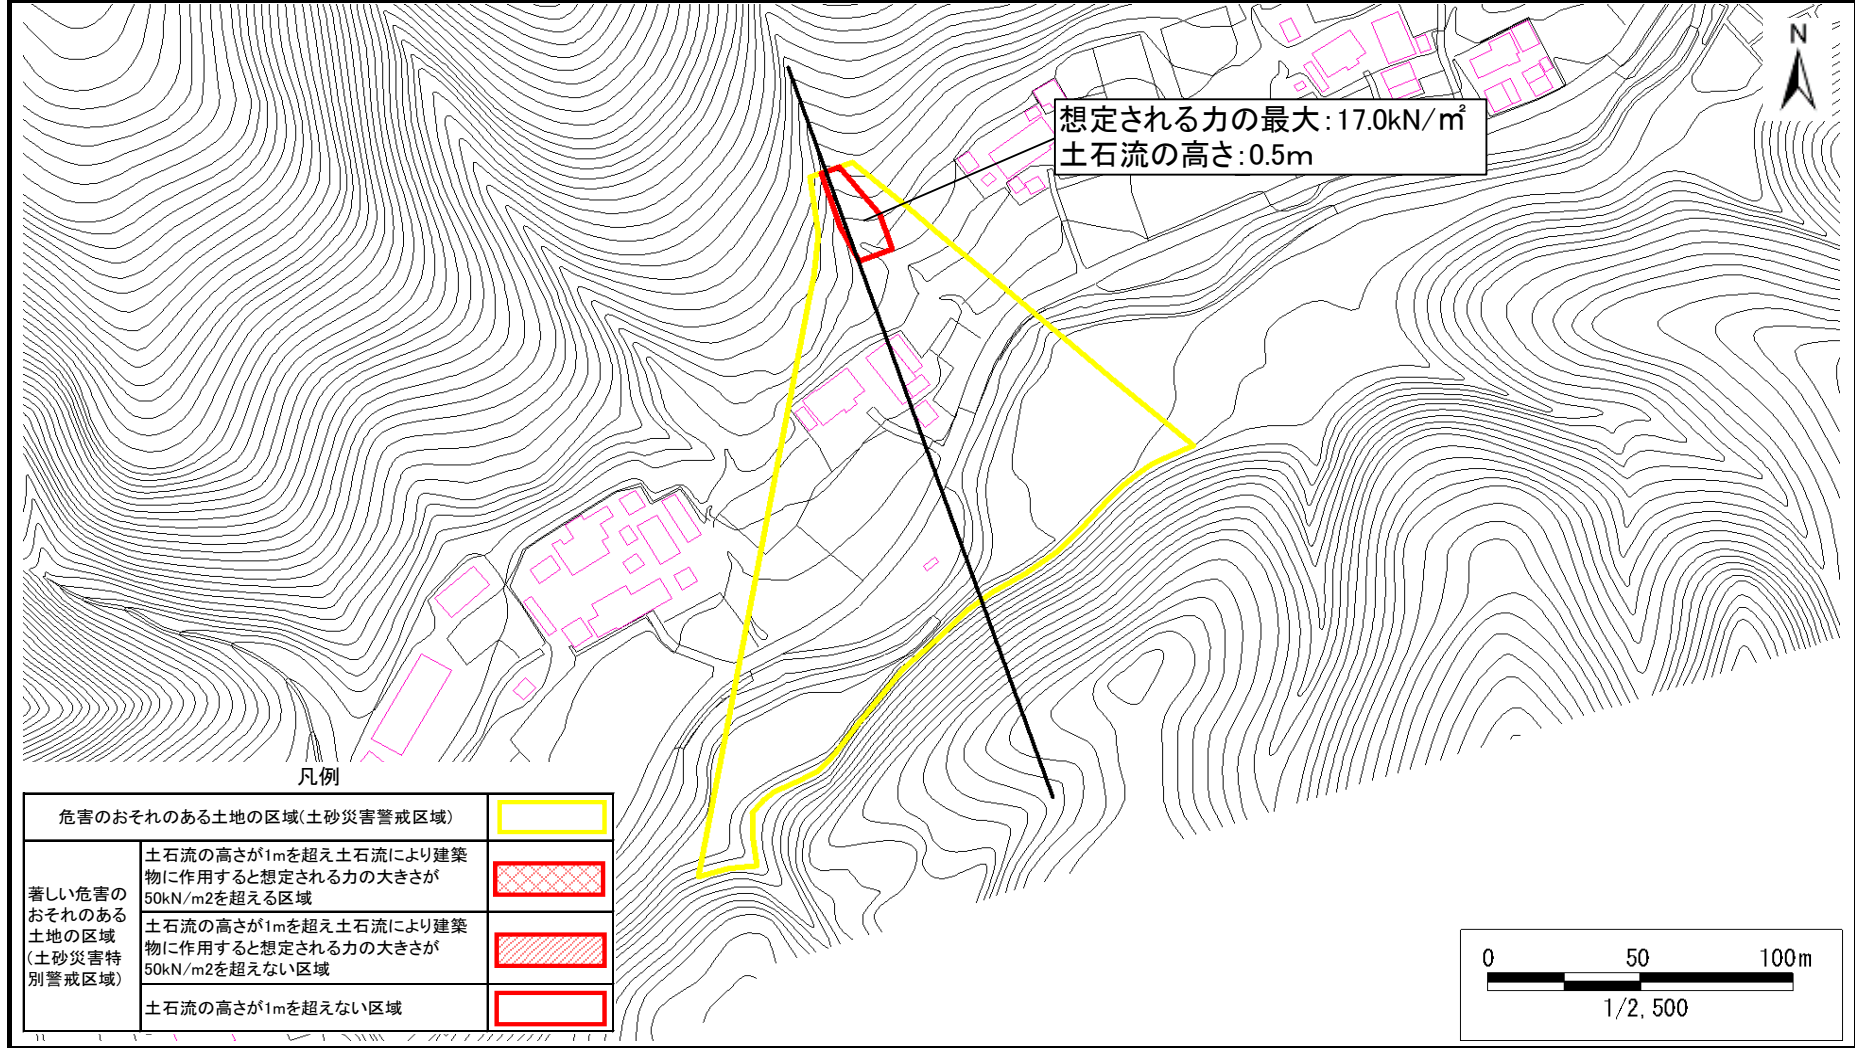 N
想定される力の最大:17.0kN/㎡
土石流の高さ:0.5m
凡例
危害のおそれのある土地の区域(土砂災害警戒区域)
著しい危害の
おそれのある
土地の区域
(土砂災害特
別警戒区域)
土石流の高さが1mを超え土石流により建築
物に作用すると想定される力の大きさが
50kN/m2を超える区域
土石流の高さが1mを超え土石流により建築
物に作用すると想定される力の大きさが
50kN/m2を超えない区域
土石流の高さが1mを超えない区域
0 50 100m
1/2,500